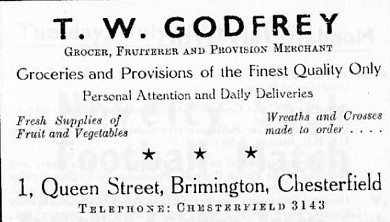 T. W. GODFREY
GROCER, FRUITERER AND PROVISION MERCHANT
Groceries and Provisions of the Finest Quality Only
Personal Attention and Daily Deliveries
Fresh Supplies of
Fruit and Vegetables
Wreaths and Crosses
made to order . . . .
★ ★ ★
1, Queen Street, Brimington, Chesterfield
TELEPHONE: CHESTERFIELD 3143